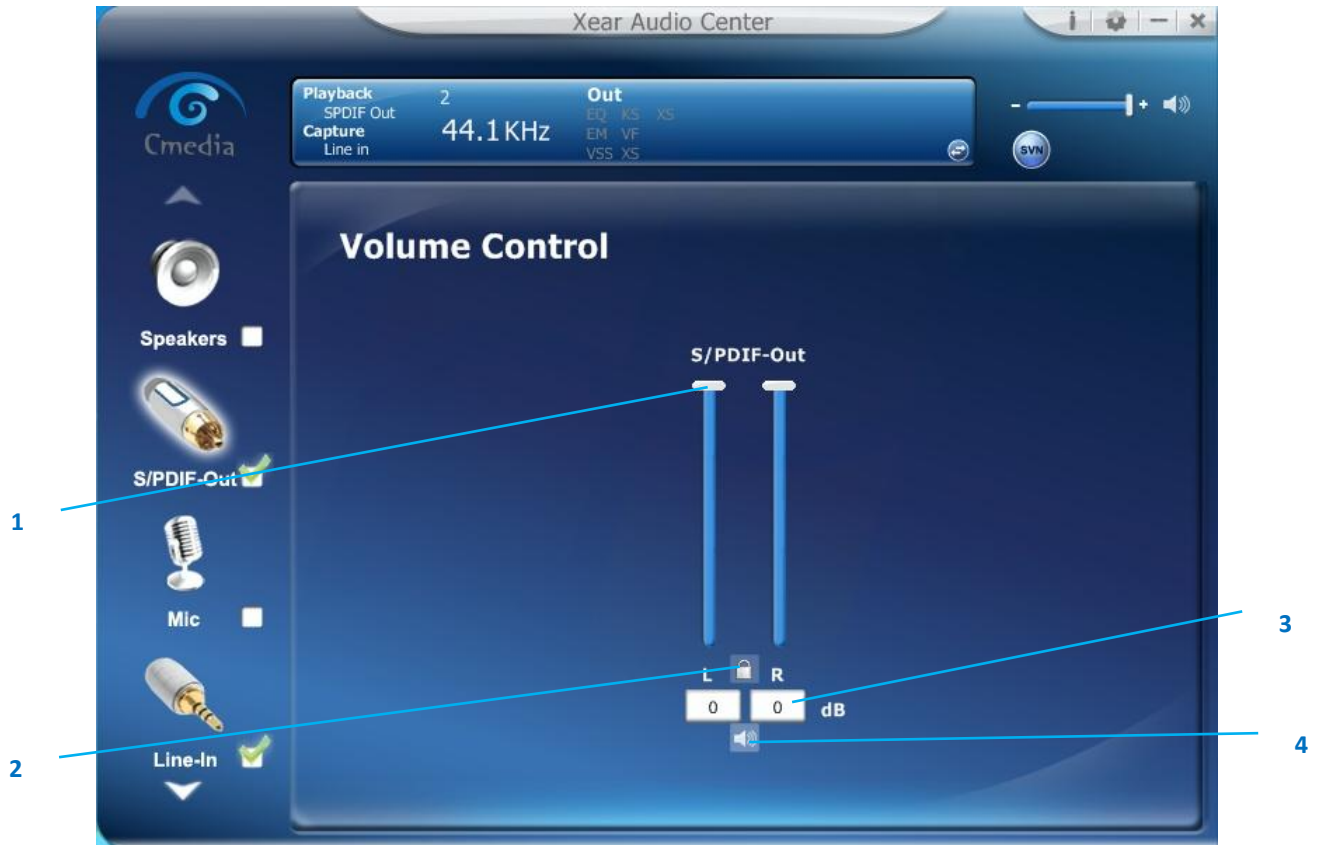 Xear Audio Center
i
Cmedia
Playback
SPDIF Out
Capture
Line in
2
44.1 KHz
Out
EQ KS XS
EM VF
VSS XS
- +
SVN
Volume Control
Speakers
S/PDIF-Out
Mic
Line-In
S/PDIF-Out
L R
0 0 dB
1
2
3
4